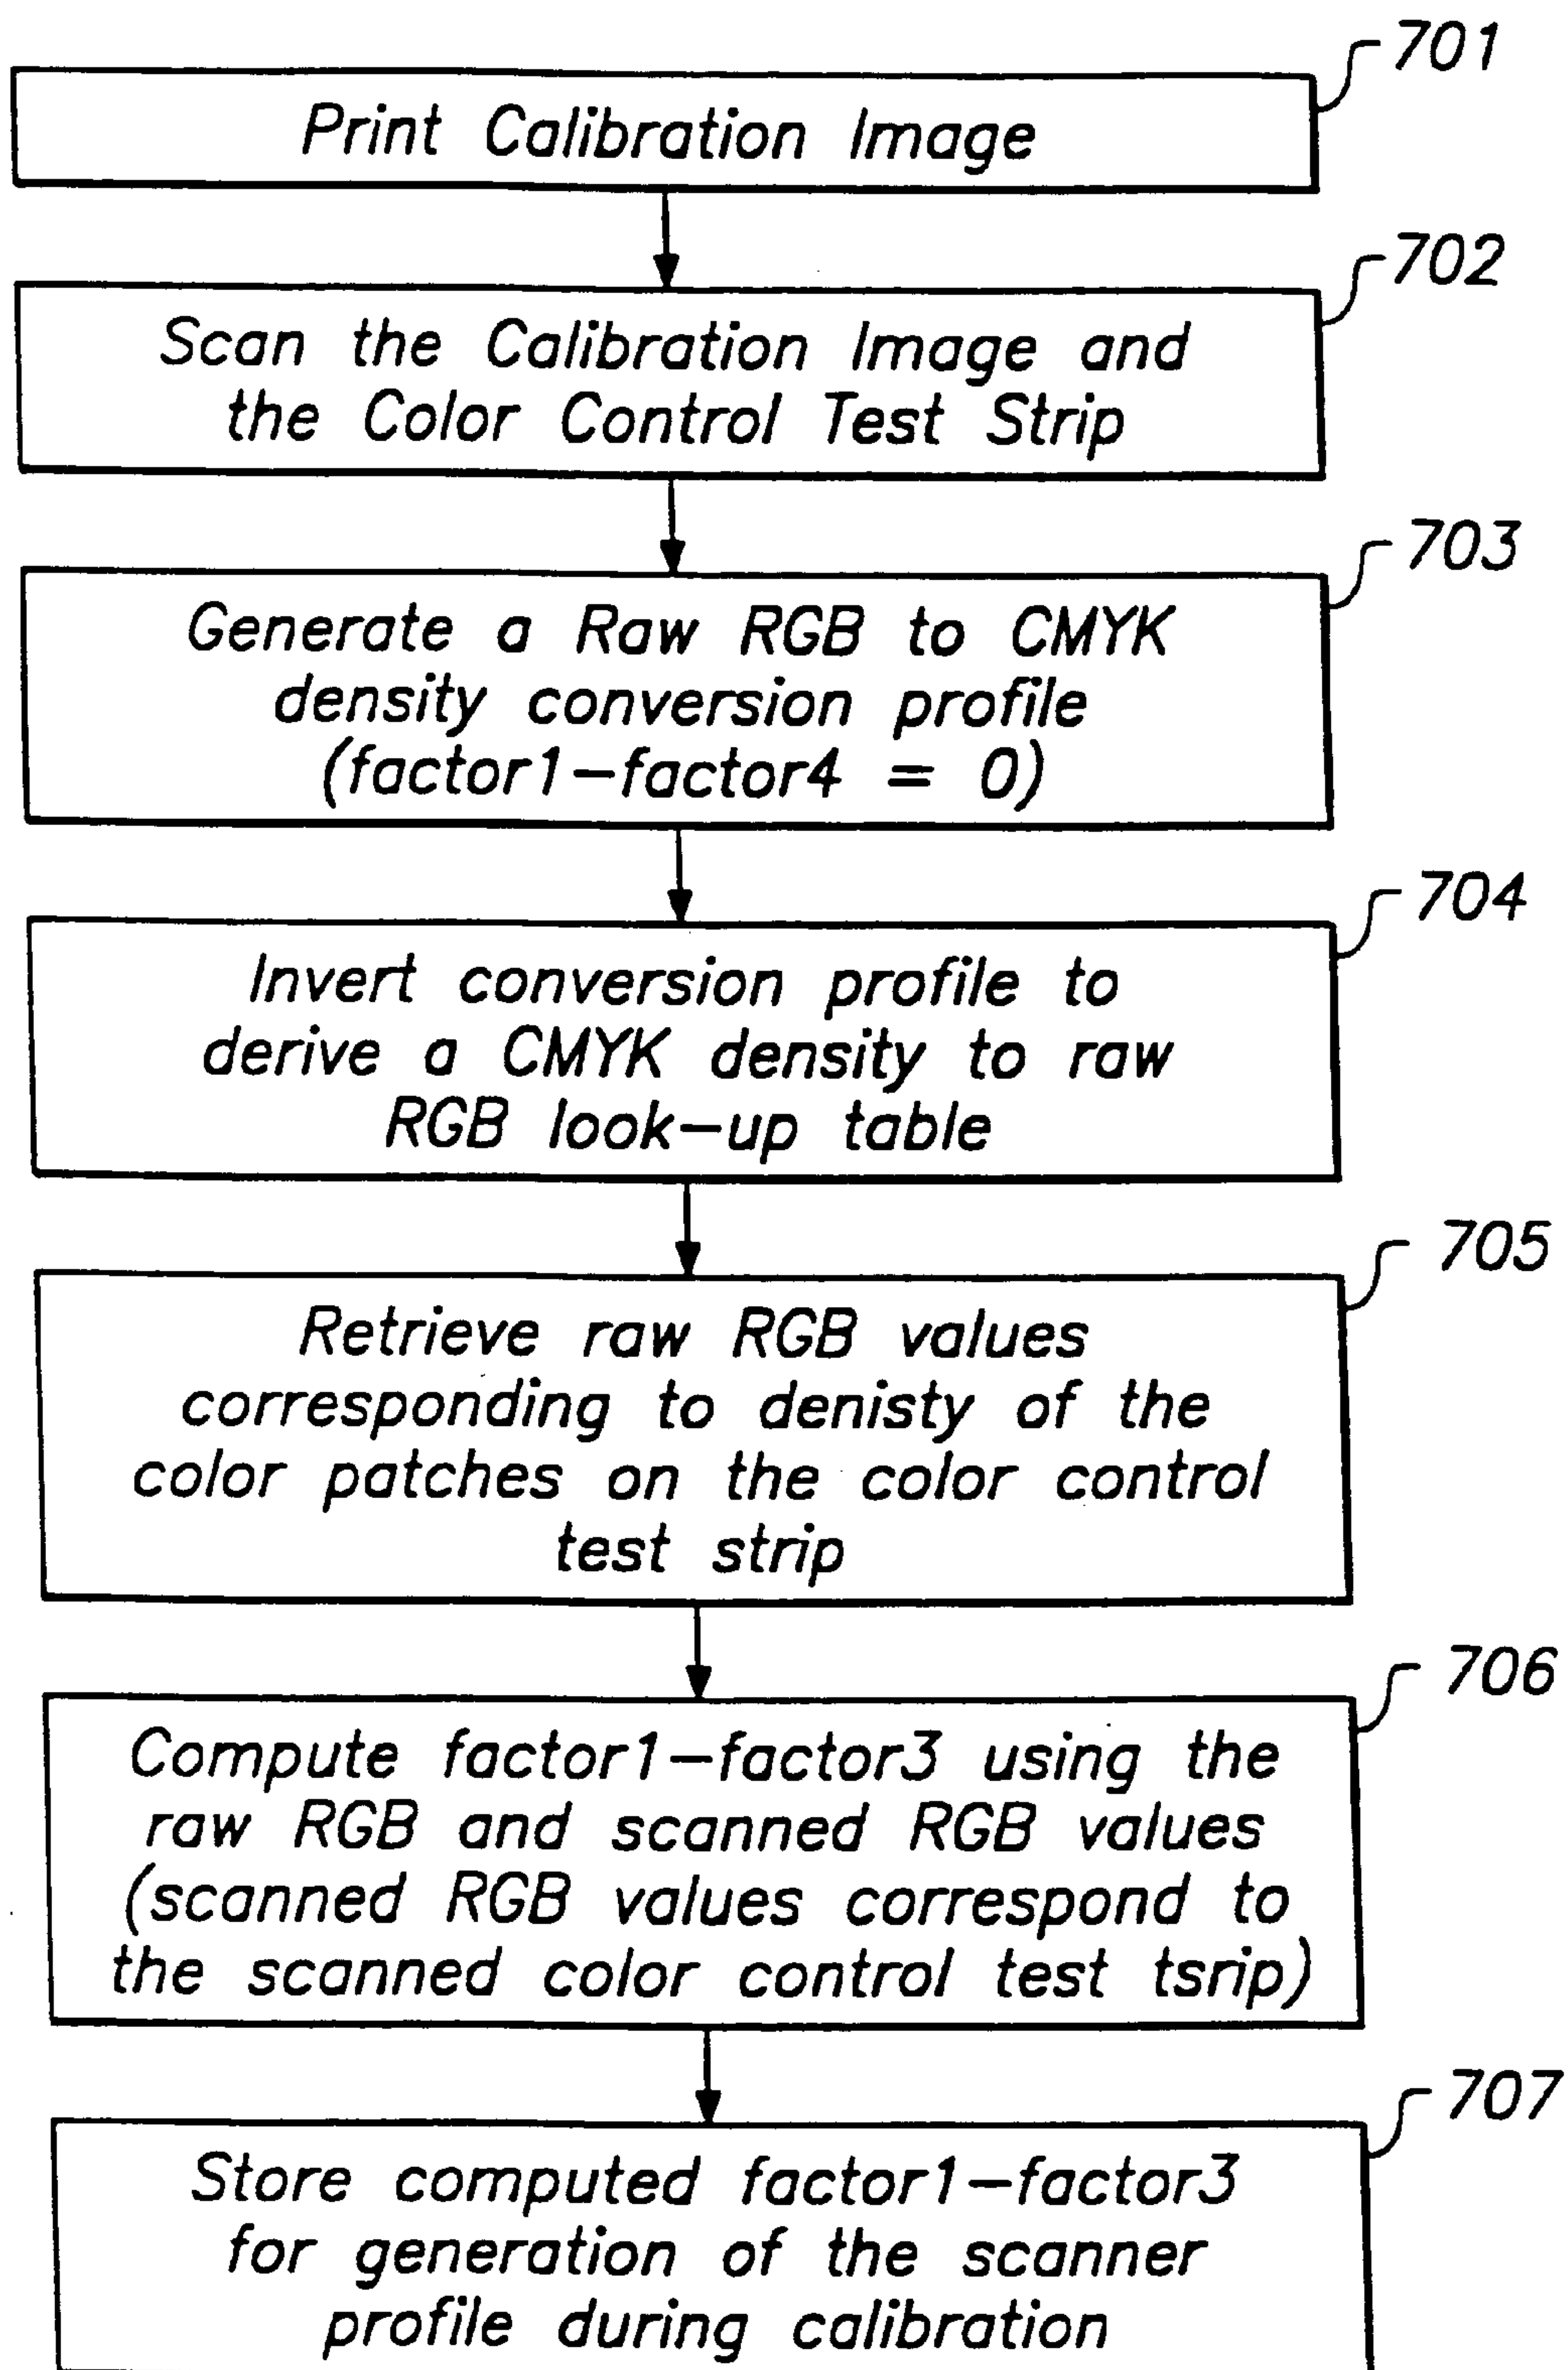 701
Print Calibration Image
702
Scan the Calibration Image and
the Color Control Test Strip
703
Generate a Raw RGB to CMYK
density conversion profile
(factor1-factor4 = 0)
704
Invert conversion profile to
derive a CMYK density to raw
RGB look-up table
705
Retrieve raw RGB values
corresponding to denisty of the
color patches on the color control
test strip
706
Compute factor1-factor3 using the
raw RGB and scanned RGB values
(scanned RGB values correspond to
the scanned color control test tsrip)
707
Store computed factor1-factor3
for generation of the scanner
profile during calibration